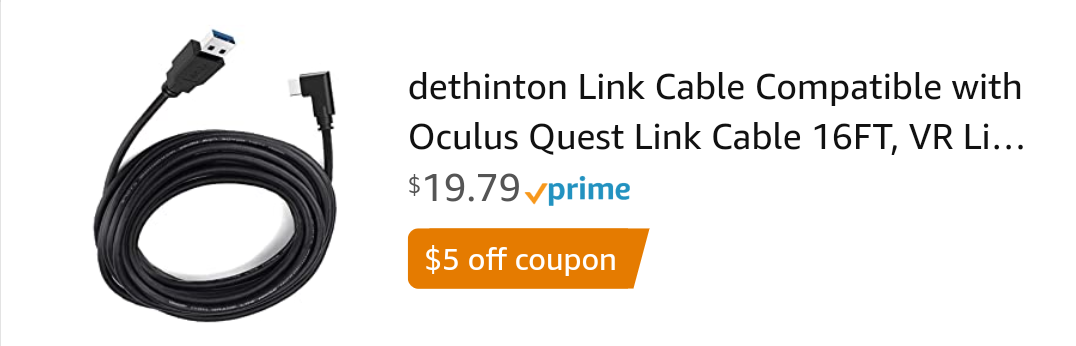 dethinton Link Cable Compatible with
Oculus Quest Link Cable 16FT, VR Li...
$19.79 prime
$5 off coupon